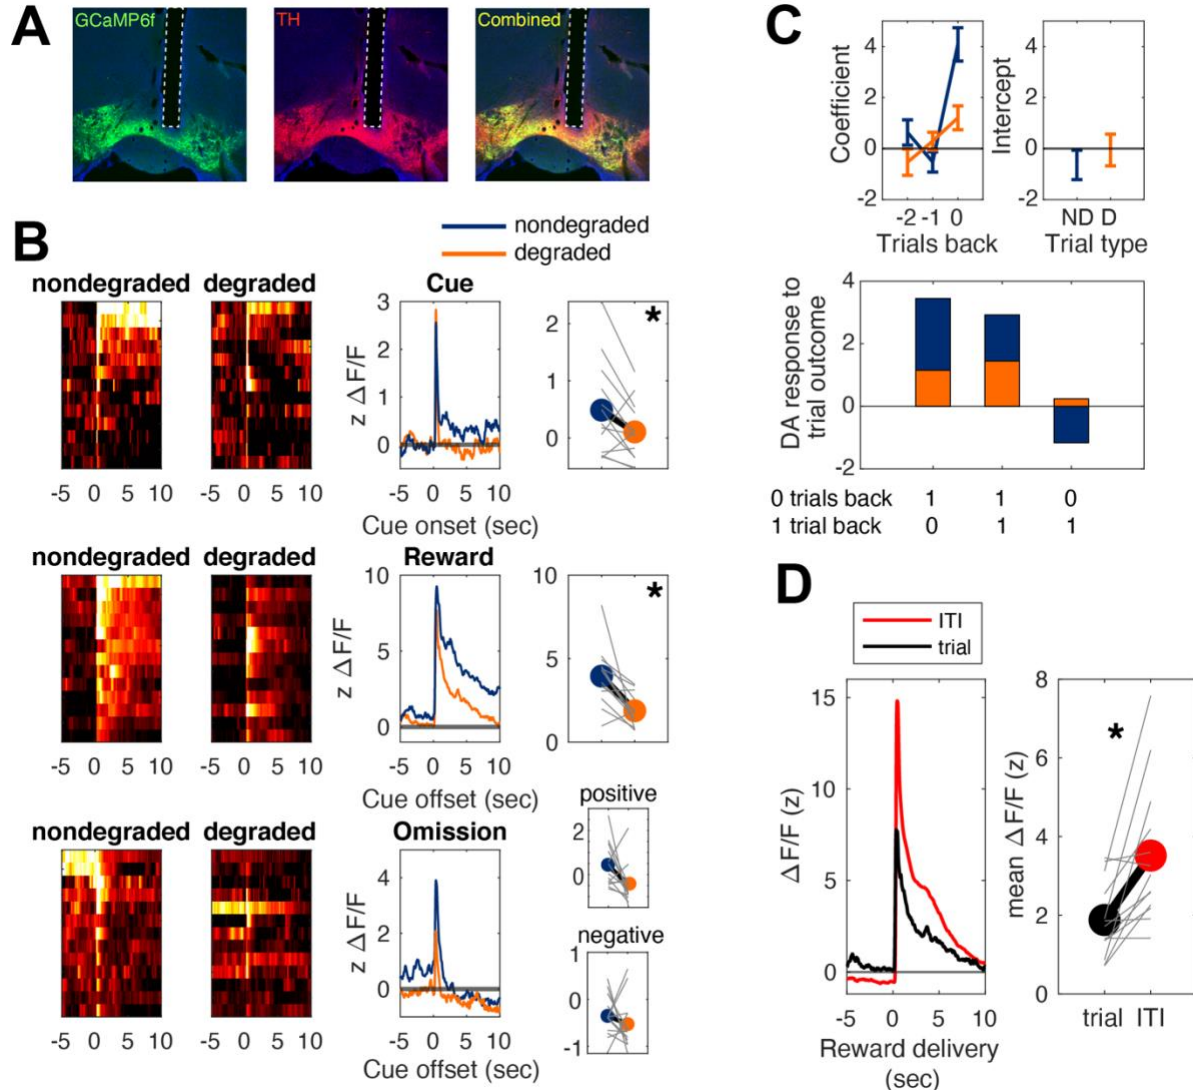 A
GCaMP6f
TH
Combined
B
nondegraded
degraded
nondegraded
degraded
Cue
z ΔF/F
3
2
1
0
2
1
0
*
-5 0 5 10
-5 0 5 10
-5 0 5 10
Cue onset (sec)
nondegraded
degraded
Reward
z ΔF/F
10
5
0
10
5
0
*
-5 0 5 10
-5 0 5 10
-5 0 5 10
Cue offset (sec)
nondegraded
degraded
Omission
z ΔF/F
4
2
0
positive
2
1
0
negative
1
0
-1
-5 0 5 10
-5 0 5 10
-5 0 5 10
Cue offset (sec)
C
Coefficient
4
2
0
-2
-2 -1 0
Trials back
Intercept
4
2
0
-2
ND D
Trial type
DA response to
trial outcome
4
2
0
-2
0 trials back 1 1 0
1 trial back 0 1 1
D
ITI
trial
ΔF/F (z)
15
10
5
0
-5 0 5 10
Reward delivery
(sec)
mean ΔF/F (z)
8
6
4
2
0
*
trial ITI